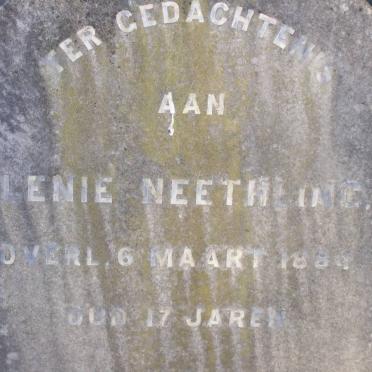 TER GEDACHTENIS
AAN
LENIE NEETHLING.
OVERL. 6 MAART
OUD 17 JAREN